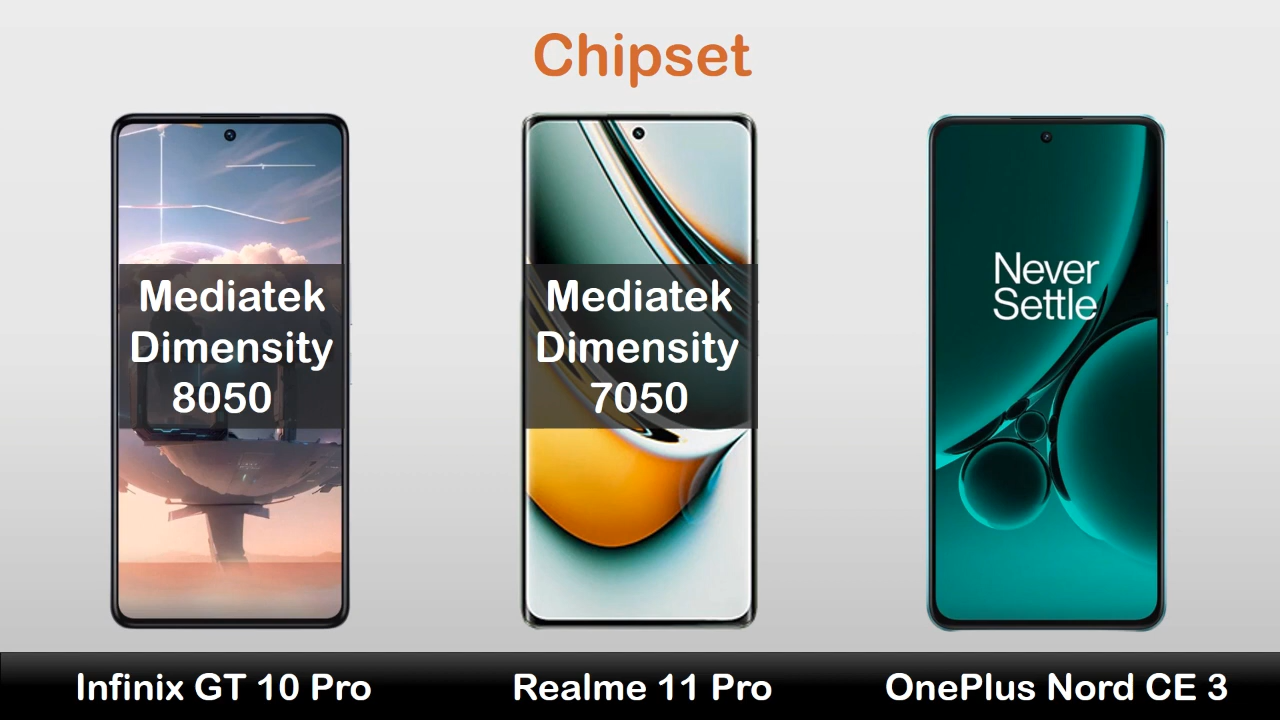 Chipset
Mediatek
Dimensity
8050
Mediatek
Dimensity
7050
Never
Settle
Infinix GT 10 Pro
Realme 11 Pro
OnePlus Nord CE 3